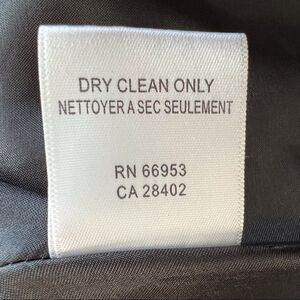 DRY CLEAN ONLY
NETTOYER A SEC SEULEMENT
RN 66953
CA 28402